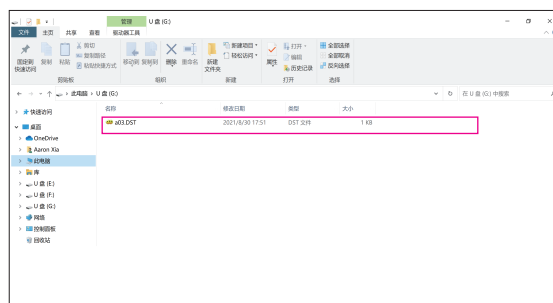 管理 U 盘 (G:)
文件 主页 共享 查看 驱动器工具
固定到快速访问
复制
粘贴
剪切
复制路径
粘贴快捷方式
移动到 复制到
删除 重命名
新建文件夹
新建项目
轻松访问
属性
打开
编辑
历史记录
全部选择
全部取消
反向选择
剪贴板 组织 新建 打开 选择
此电脑 > U 盘 (G:)
在 U 盘 (G:) 中搜索
名称 修改日期 类型 大小
a03.DST 2021/8/30 17:51 DST 文件 1 KB
快速访问
桌面
OneDrive
Aaron Xia
此电脑
库
U 盘 (E:)
U 盘 (F:)
U 盘 (G:)
网络
控制面板
回收站